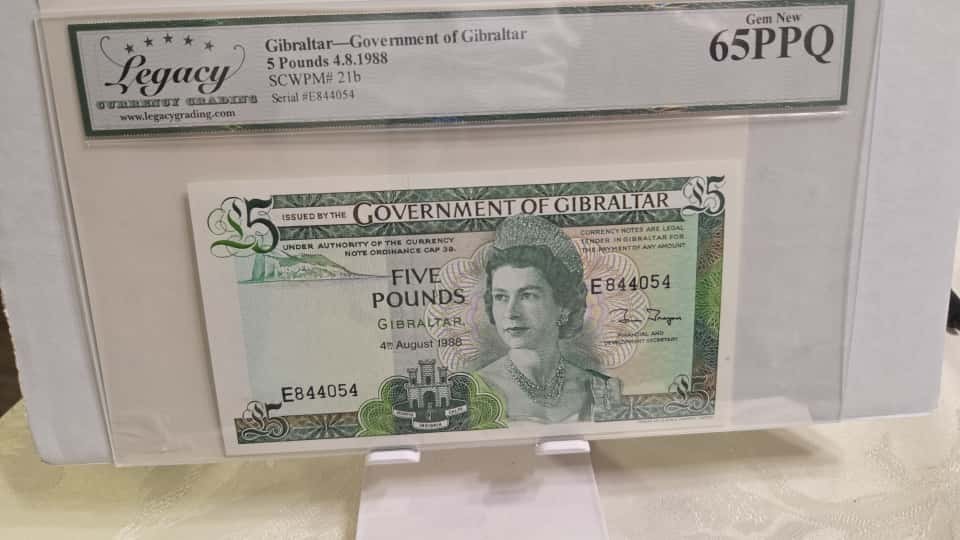 Legacy
CURRENCY GRADING
www.legacygrading.com
Gibraltar—Government of Gibraltar
5 Pounds 4.8.1988
SCWPM# 21b
Serial #E844054
Gem New
65PPQ
£5
ISSUED BY THE GOVERNMENT OF GIBRALTAR
£5
UNDER AUTHORITY OF THE CURRENCY
NOTE ORDINANCE CAP 39.
CURRENCY NOTES ARE LEGAL
TENDER IN GIBRALTAR FOR
THE PAYMENT OF ANY AMOUNT
FIVE
POUNDS
GIBRALTAR
4th August 1988
E844054
FINANCIAL AND
DEVELOPMENT SECRETARY
E844054
£5
INSIGNIA
CALPE
£5